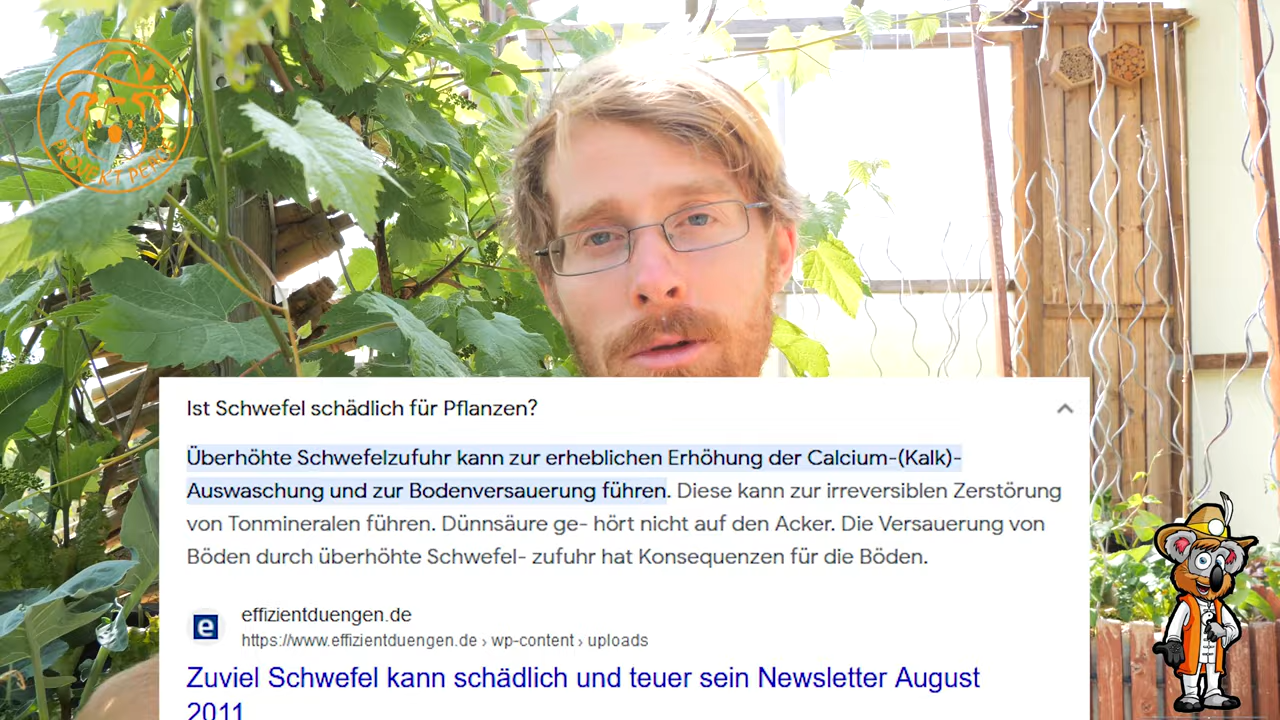 PROJEKT PERCY
Ist Schwefel schädlich für Pflanzen?
Überhöhte Schwefelzufuhr kann zur erheblichen Erhöhung der Calcium-(Kalk)-
Auswaschung und zur Bodenversauerung führen. Diese kann zur irreversiblen Zerstörung
von Tonmineralen führen. Dünnsäure ge- hört nicht auf den Acker. Die Versauerung von
Böden durch überhöhte Schwefel- zufuhr hat Konsequenzen für die Böden.
e
effizientduengen.de
https://www.effizientduengen.de › wp-content › uploads
Zuviel Schwefel kann schädlich und teuer sein Newsletter August
2011